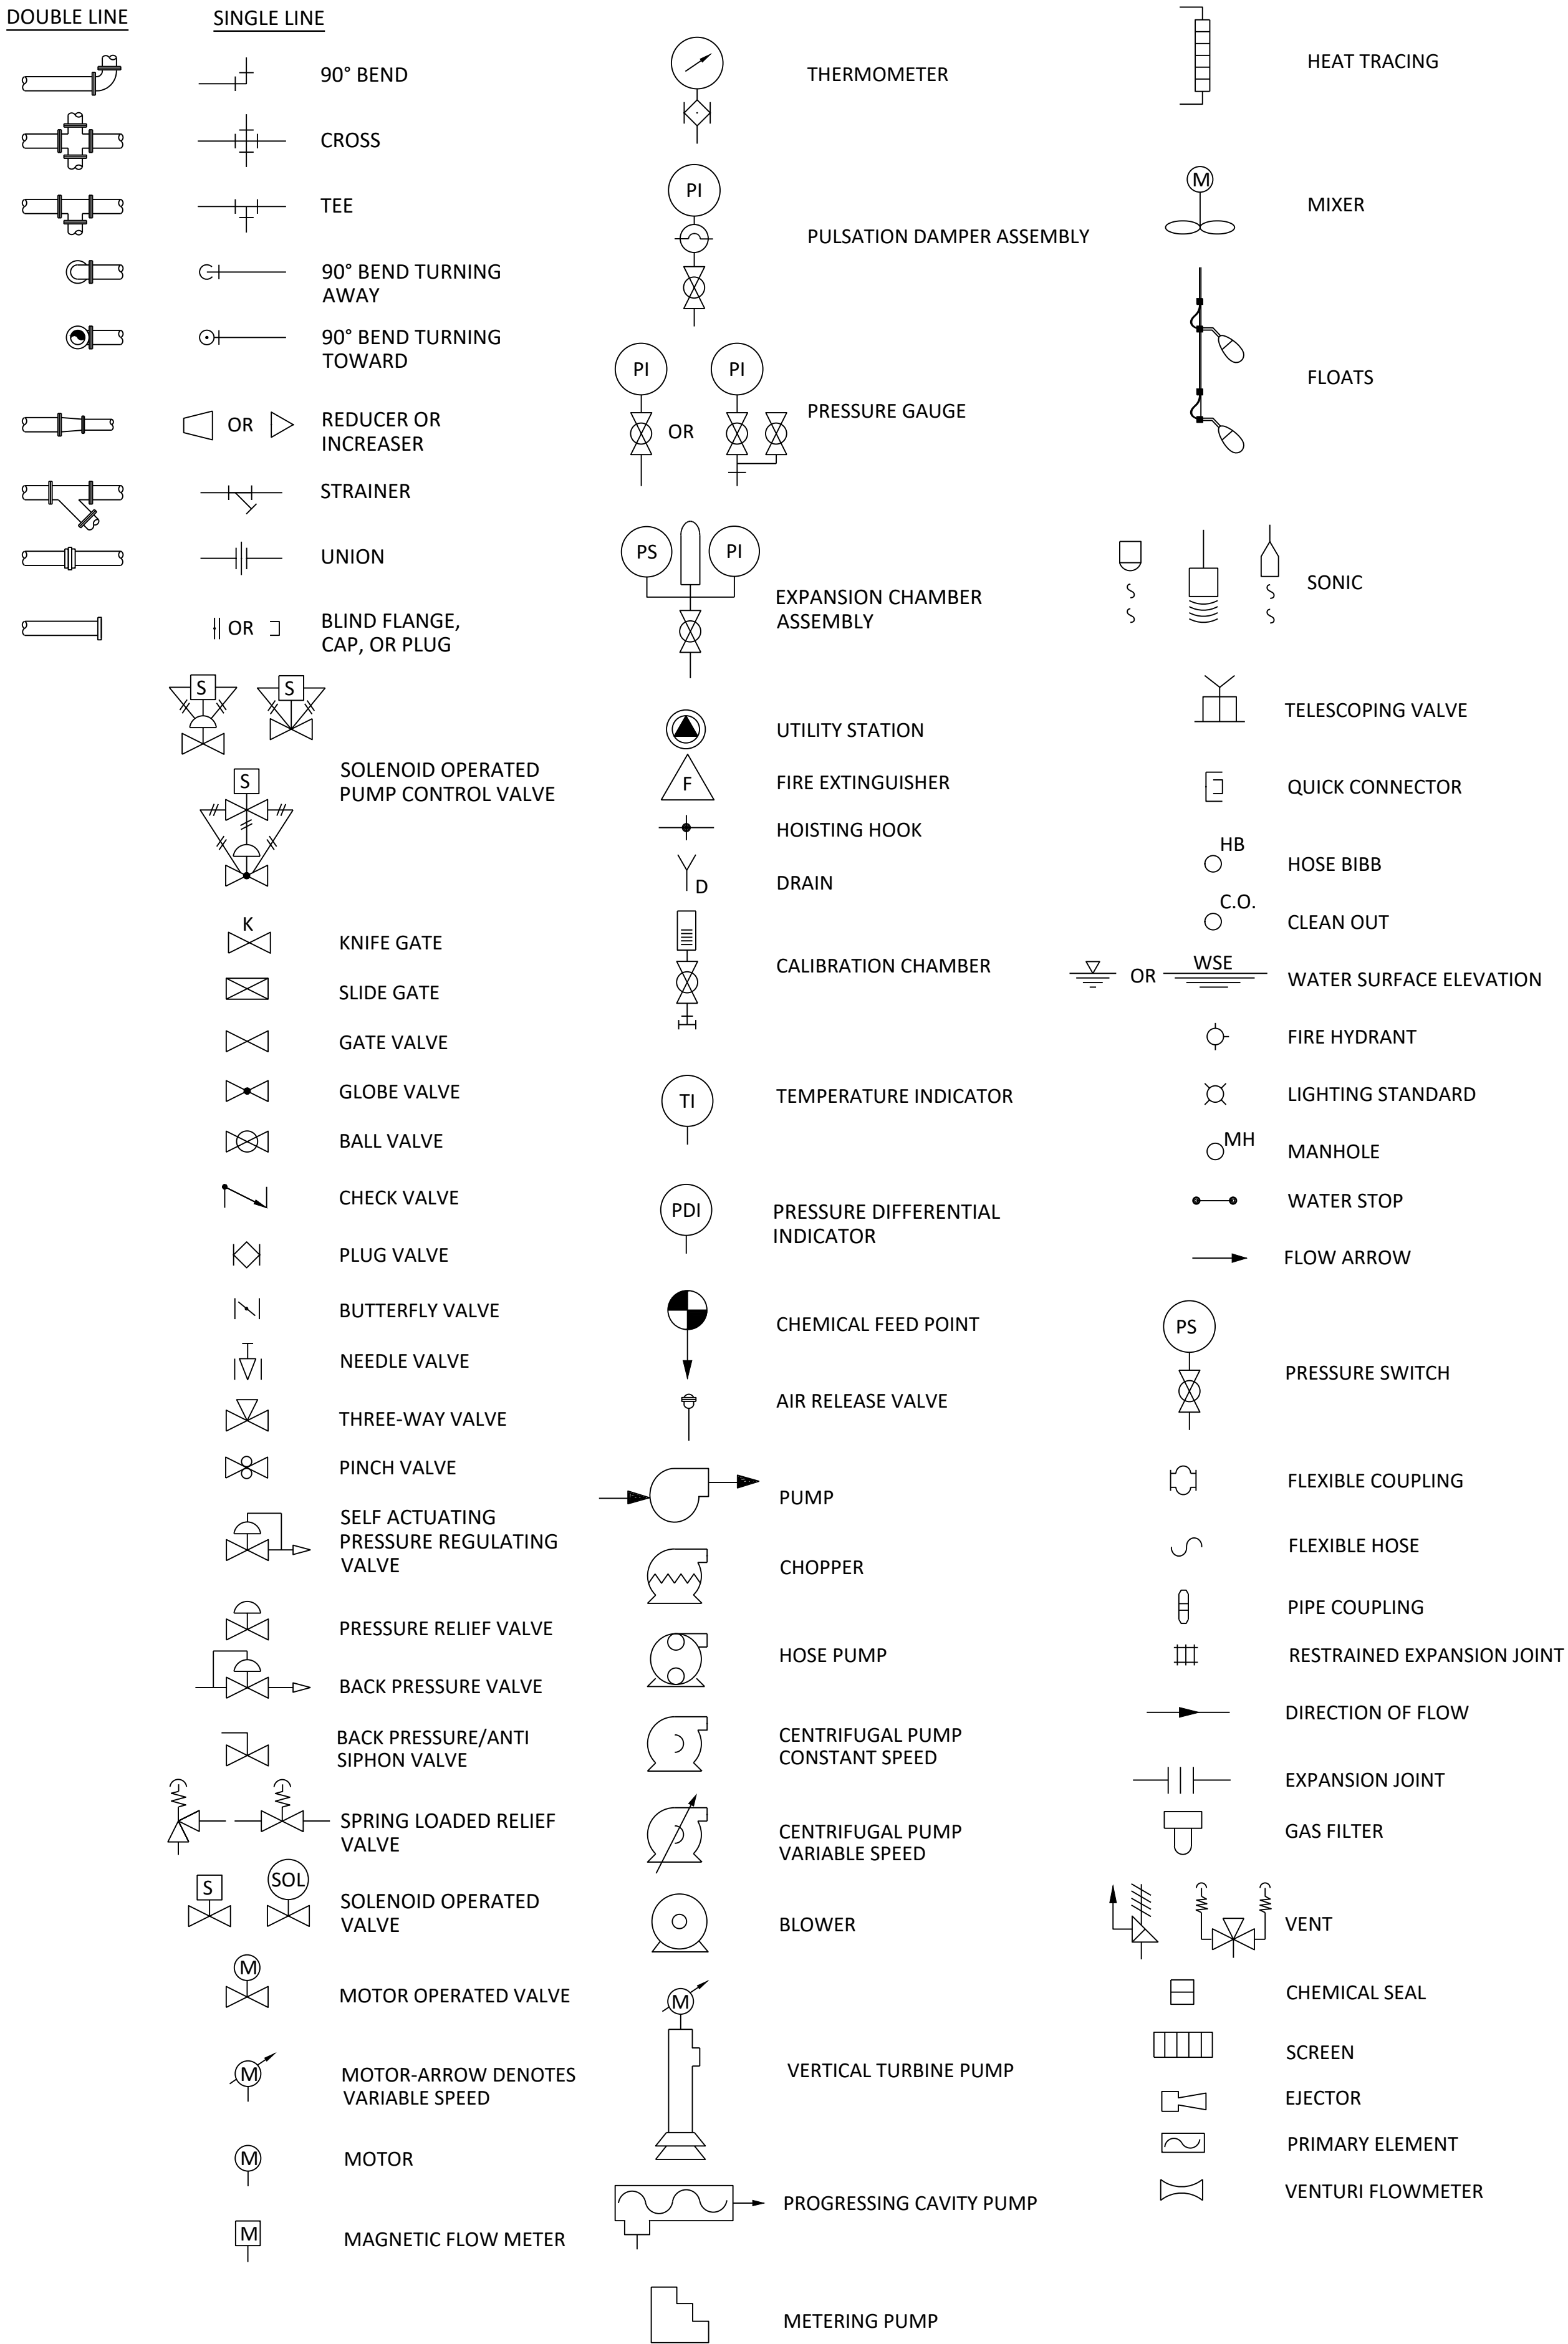 DOUBLE LINE
SINGLE LINE
90° BEND
CROSS
TEE
90° BEND TURNING
AWAY
90° BEND TURNING
TOWARD
OR
REDUCER OR
INCREASER
STRAINER
UNION
OR
BLIND FLANGE,
CAP, OR PLUG
S
S
S
SOLENOID OPERATED
PUMP CONTROL VALVE
K
KNIFE GATE
SLIDE GATE
GATE VALVE
GLOBE VALVE
BALL VALVE
CHECK VALVE
PLUG VALVE
BUTTERFLY VALVE
NEEDLE VALVE
THREE-WAY VALVE
PINCH VALVE
SELF ACTUATING
PRESSURE REGULATING
VALVE
PRESSURE RELIEF VALVE
BACK PRESSURE VALVE
BACK PRESSURE/ANTI
SIPHON VALVE
SPRING LOADED RELIEF
VALVE
S
SOL
SOLENOID OPERATED
VALVE
M
MOTOR OPERATED VALVE
M
MOTOR-ARROW DENOTES
VARIABLE SPEED
M
MOTOR
M
MAGNETIC FLOW METER
THERMOMETER
PI
PULSATION DAMPER ASSEMBLY
PI
OR
PI
PRESSURE GAUGE
PS
PI
EXPANSION CHAMBER
ASSEMBLY
UTILITY STATION
F
FIRE EXTINGUISHER
HOISTING HOOK
D
DRAIN
CALIBRATION CHAMBER
TI
TEMPERATURE INDICATOR
PDI
PRESSURE DIFFERENTIAL
INDICATOR
CHEMICAL FEED POINT
AIR RELEASE VALVE
PUMP
CHOPPER
HOSE PUMP
CENTRIFUGAL PUMP
CONSTANT SPEED
CENTRIFUGAL PUMP
VARIABLE SPEED
BLOWER
M
VERTICAL TURBINE PUMP
PROGRESSING CAVITY PUMP
METERING PUMP
HEAT TRACING
M
MIXER
FLOATS
SONIC
TELESCOPING VALVE
QUICK CONNECTOR
HB
HOSE BIBB
C.O.
CLEAN OUT
OR
WSE
WATER SURFACE ELEVATION
FIRE HYDRANT
LIGHTING STANDARD
MH
MANHOLE
WATER STOP
FLOW ARROW
PS
PRESSURE SWITCH
FLEXIBLE COUPLING
FLEXIBLE HOSE
PIPE COUPLING
RESTRAINED EXPANSION JOINT
DIRECTION OF FLOW
EXPANSION JOINT
GAS FILTER
VENT
CHEMICAL SEAL
SCREEN
EJECTOR
PRIMARY ELEMENT
VENTURI FLOWMETER